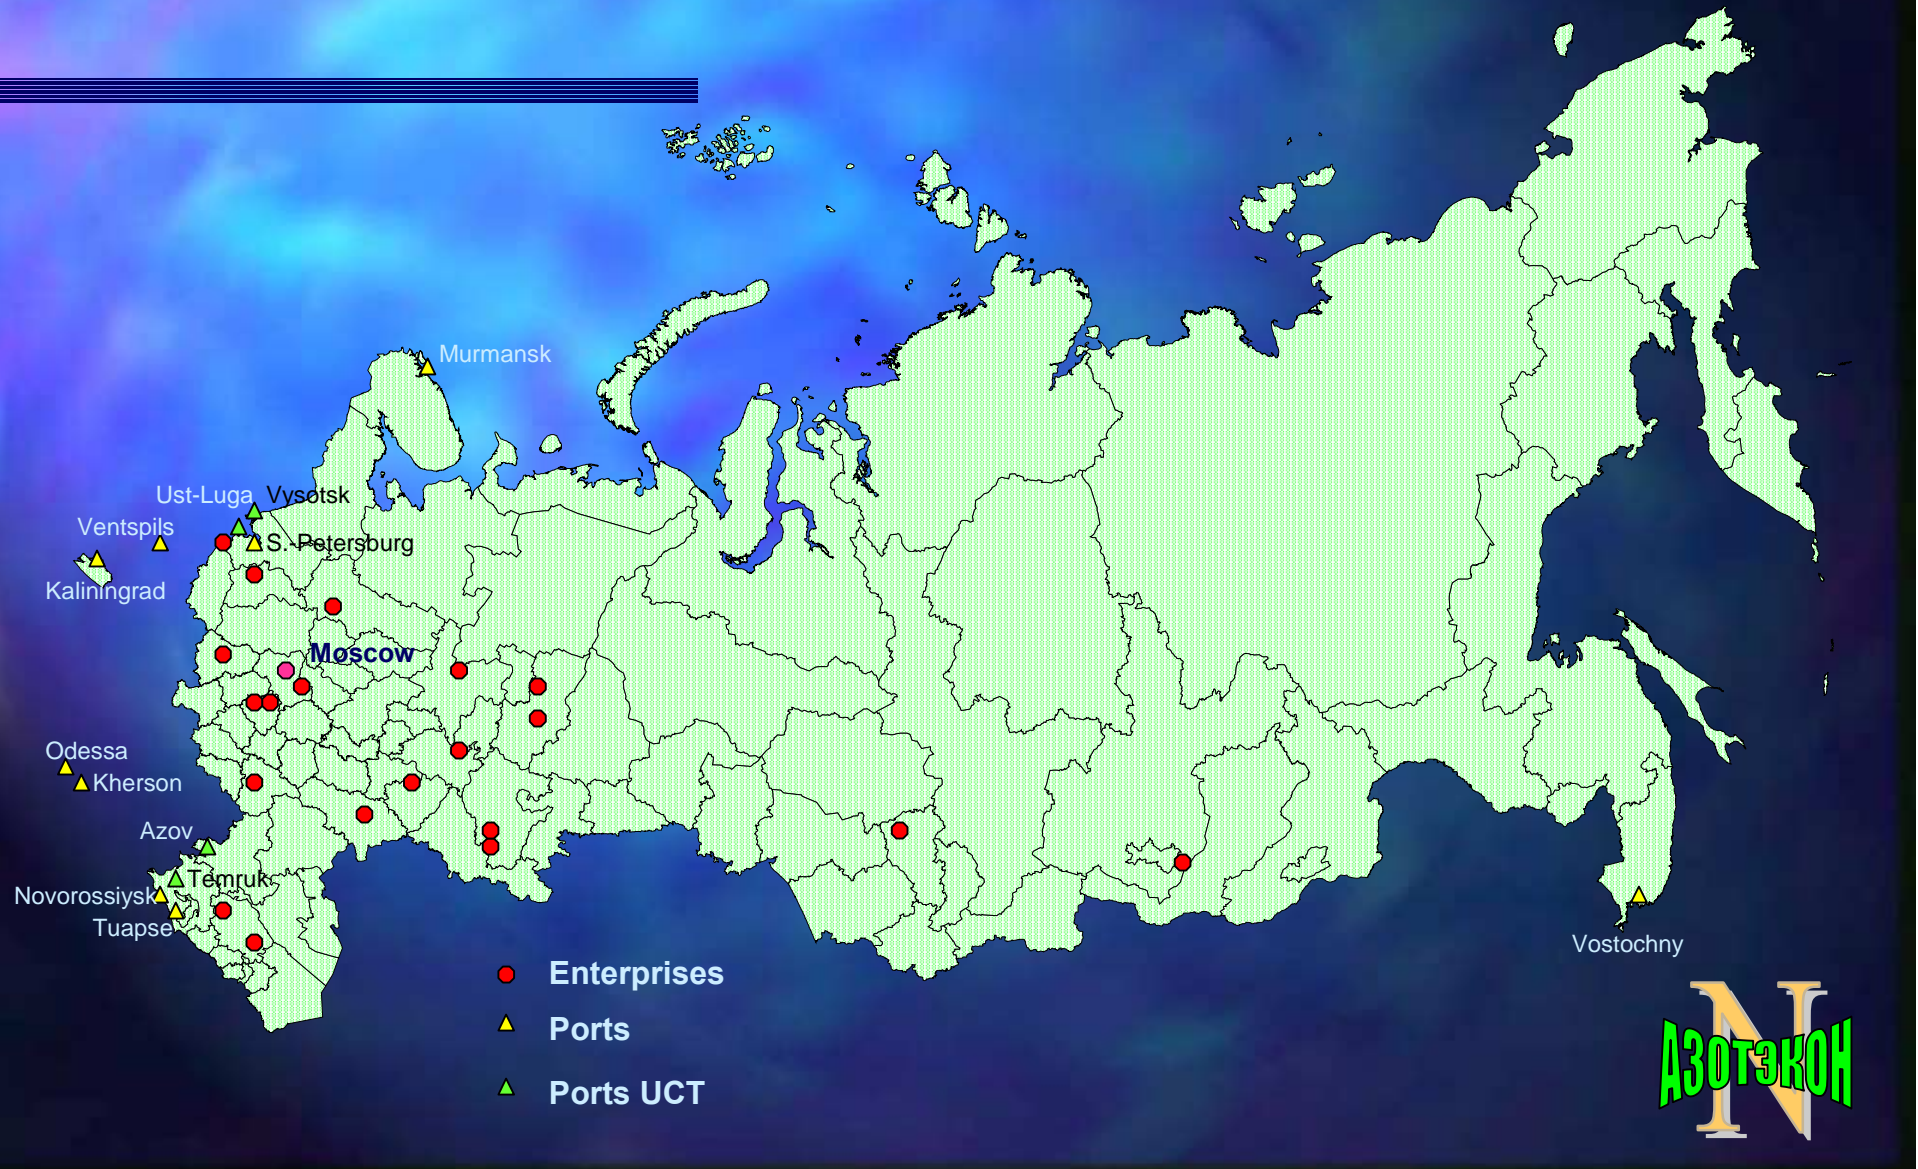 Murmansk
Ust-Luga
Vysotsk
Ventspils
S.-Petersburg
Kaliningrad
Moscow
Odessa
Kherson
Azov
Temruk
Novorossiysk
Tuapse
Vostochny
Enterprises
Ports
Ports UCT
N
АЗОТЭКОН